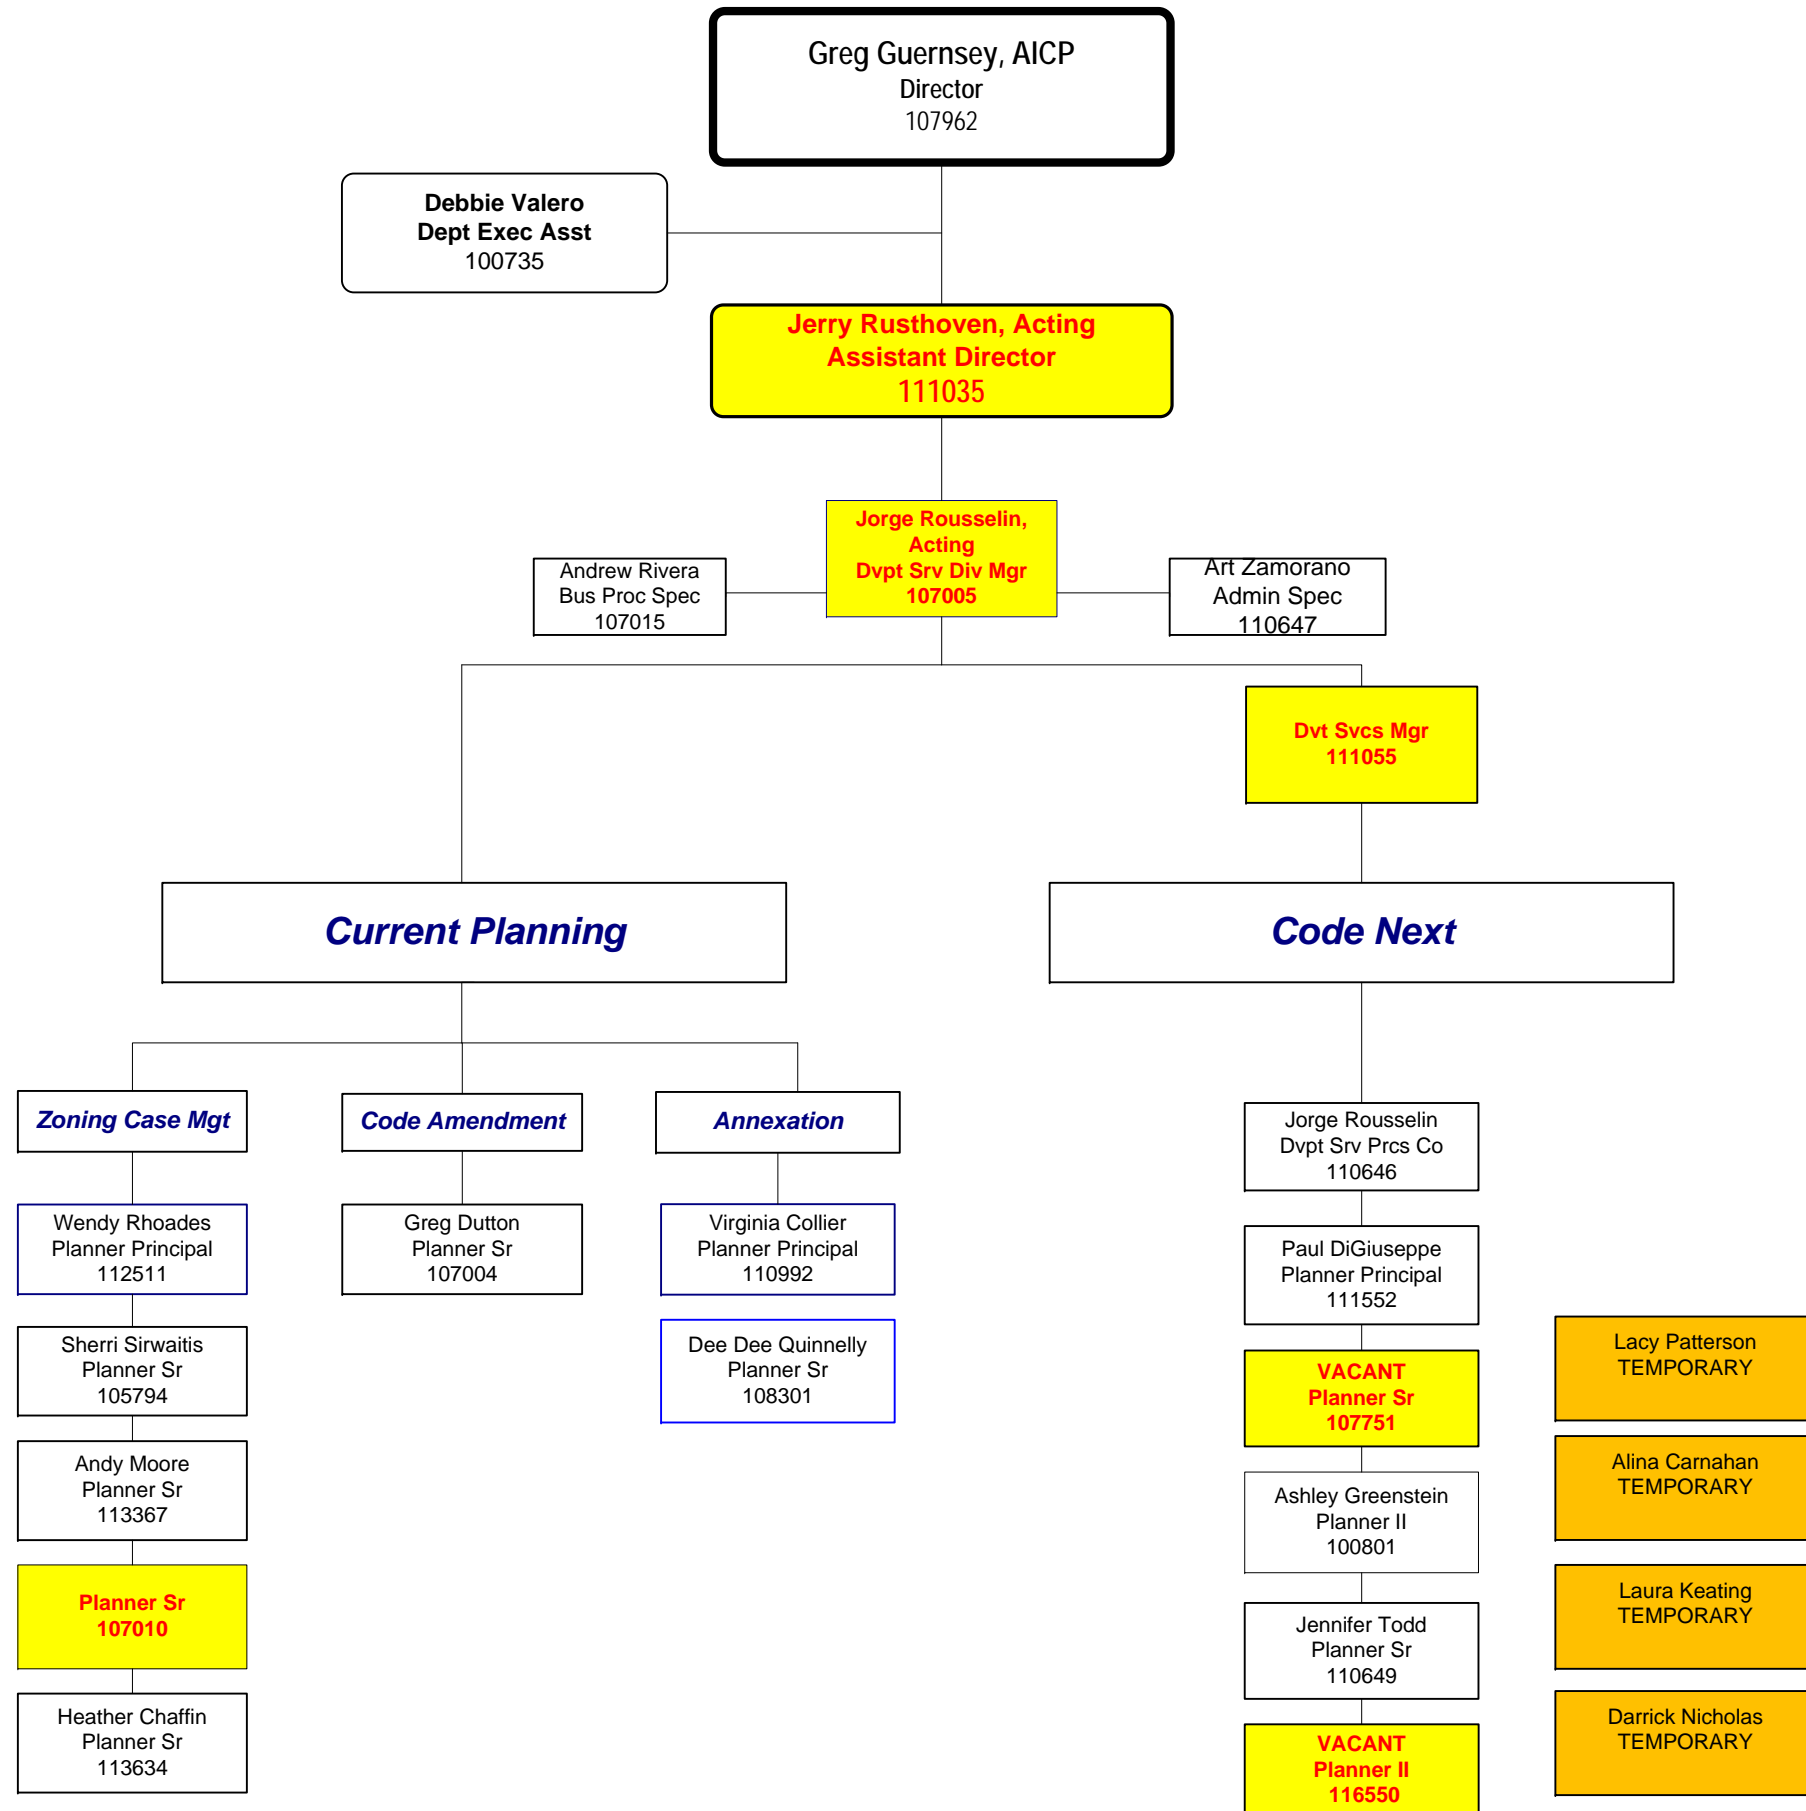 Greg Guernsey, AICP
Director
107962
Debbie Valero
Dept Exec Asst
100735
Jerry Rusthoven, Acting
Assistant Director
111035
Jorge Rousselin,
Acting
Dvpt Srv Div Mgr
107005
Andrew Rivera
Bus Proc Spec
107015
Art Zamorano
Admin Spec
110647
Dvt Svcs Mgr
111055
Current Planning
Code Next
Zoning Case Mgt
Code Amendment
Annexation
Wendy Rhoades
Planner Principal
112511
Sherri Sirwaitis
Planner Sr
105794
Andy Moore
Planner Sr
113367
Planner Sr
107010
Heather Chaffin
Planner Sr
113634
Greg Dutton
Planner Sr
107004
Virginia Collier
Planner Principal
110992
Dee Dee Quinnelly
Planner Sr
108301
Jorge Rousselin
Dvpt Srv Prcs Co
110646
Paul DiGiuseppe
Planner Principal
111552
VACANT
Planner Sr
107751
Ashley Greenstein
Planner II
100801
Jennifer Todd
Planner Sr
110649
VACANT
Planner II
116550
Lacy Patterson
TEMPORARY
Alina Carnahan
TEMPORARY
Laura Keating
TEMPORARY
Darrick Nicholas
TEMPORARY